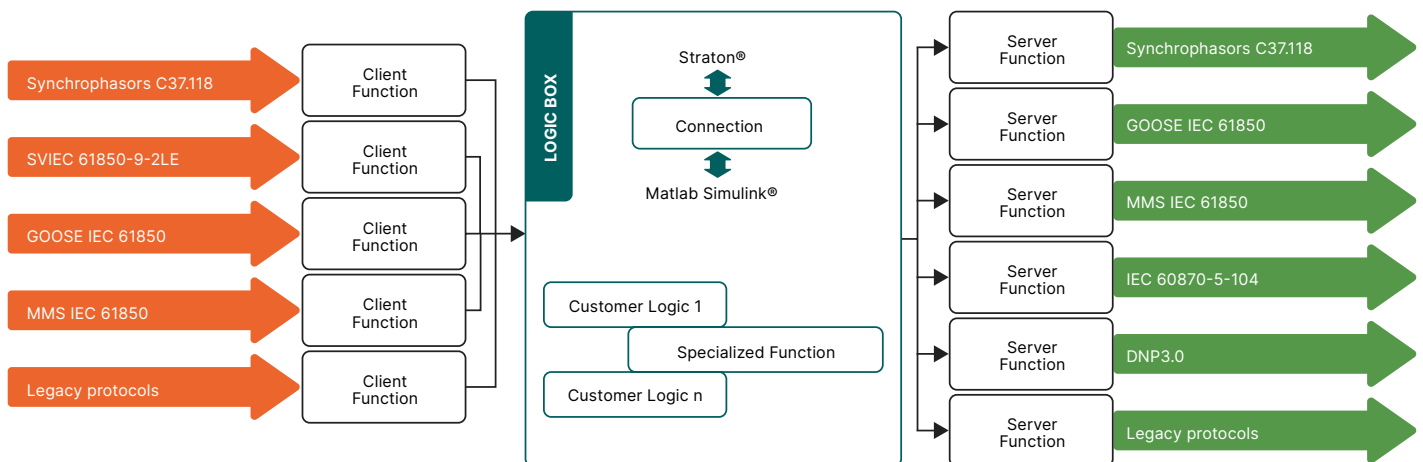 Synchrophasors C37.118
SVIEC 61850-9-2LE
GOOSE IEC 61850
MMS IEC 61850
Legacy protocols
Client
Function
Client
Function
Client
Function
Client
Function
Client
Function
LOGIC BOX
Straton®
Connection
Matlab Simulink®
Customer Logic 1
Specialized Function
Customer Logic n
Server
Function
Server
Function
Server
Function
Server
Function
Server
Function
Server
Function
Synchrophasors C37.118
GOOSE IEC 61850
MMS IEC 61850
IEC 60870-5-104
DNP3.0
Legacy protocols